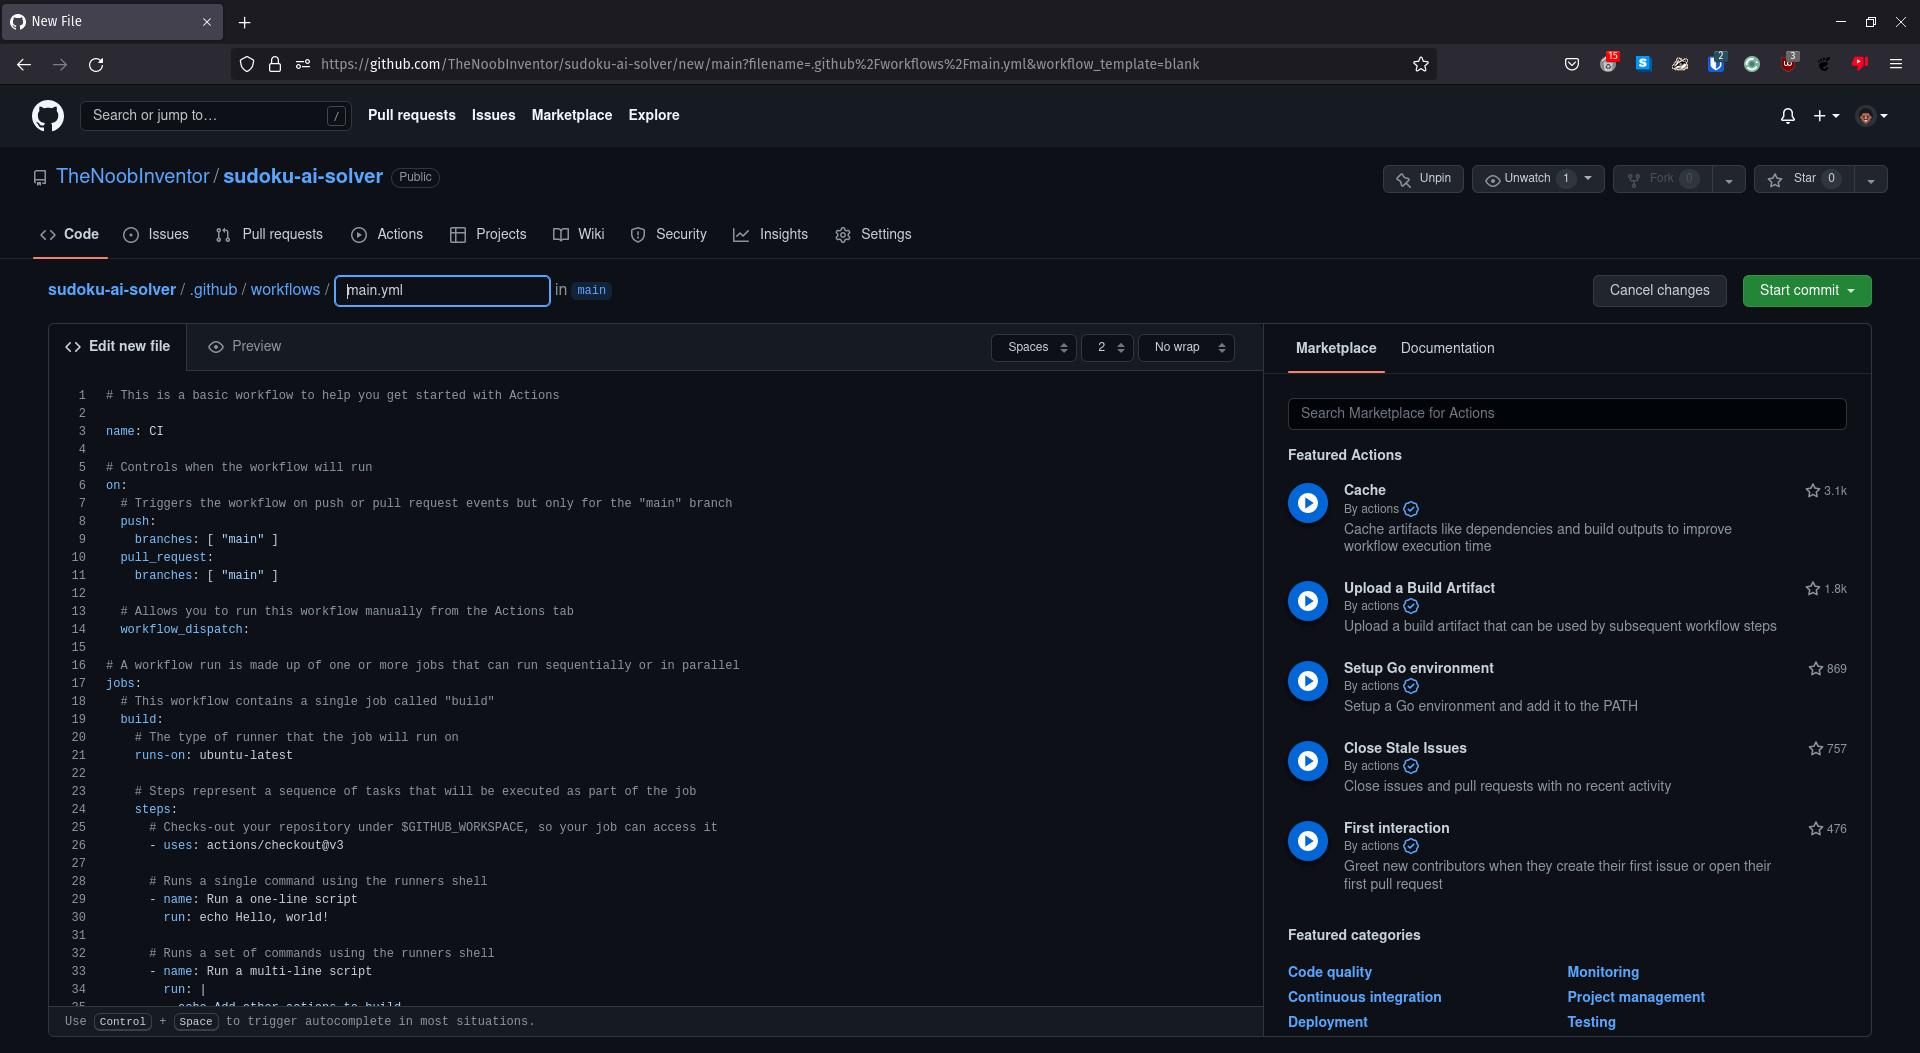 New File
https://github.com/TheNoobInventor/sudoku-ai-solver/new/main?filename=.github%2Fworkflows%2Fmain.yml&workflow_template=blank
15
S
2
3
Search or jump to…
/
Pull requests
Issues
Marketplace
Explore
TheNoobInventor / sudoku-ai-solver
Public
Unpin
Unwatch 1
Fork 0
Star 0
Code
Issues
Pull requests
Actions
Projects
Wiki
Security
Insights
Settings
sudoku-ai-solver / .github / workflows / main.yml in main
Cancel changes
Start commit
Edit new file
Preview
Spaces
2
No wrap
1 # This is a basic workflow to help you get started with Actions
2
3 name: CI
4
5 # Controls when the workflow will run
6 on:
7 # Triggers the workflow on push or pull request events but only for the "main" branch
8 push:
9 branches: [ "main" ]
10 pull_request:
11 branches: [ "main" ]
12
13 # Allows you to run this workflow manually from the Actions tab
14 workflow_dispatch:
15
16 # A workflow run is made up of one or more jobs that can run sequentially or in parallel
17 jobs:
18 # This workflow contains a single job called "build"
19 build:
20 # The type of runner that the job will run on
21 runs-on: ubuntu-latest
22
23 # Steps represent a sequence of tasks that will be executed as part of the job
24 steps:
25 # Checks-out your repository under $GITHUB_WORKSPACE, so your job can access it
26 - uses: actions/checkout@v3
27
28 # Runs a single command using the runners shell
29 - name: Run a one-line script
30 run: echo Hello, world!
31
32 # Runs a set of commands using the runners shell
33 - name: Run a multi-line script
34 run: |
35 echo Add other actions to build
Use Control + Space to trigger autocomplete in most situations.
Marketplace
Documentation
Search Marketplace for Actions
Featured Actions
Cache
3.1k
By actions
Cache artifacts like dependencies and build outputs to improve
workflow execution time
Upload a Build Artifact
1.8k
By actions
Upload a build artifact that can be used by subsequent workflow steps
Setup Go environment
869
By actions
Setup a Go environment and add it to the PATH
Close Stale Issues
757
By actions
Close issues and pull requests with no recent activity
First interaction
476
By actions
Greet new contributors when they create their first issue or open their
first pull request
Featured categories
Code quality
Monitoring
Continuous integration
Project management
Deployment
Testing